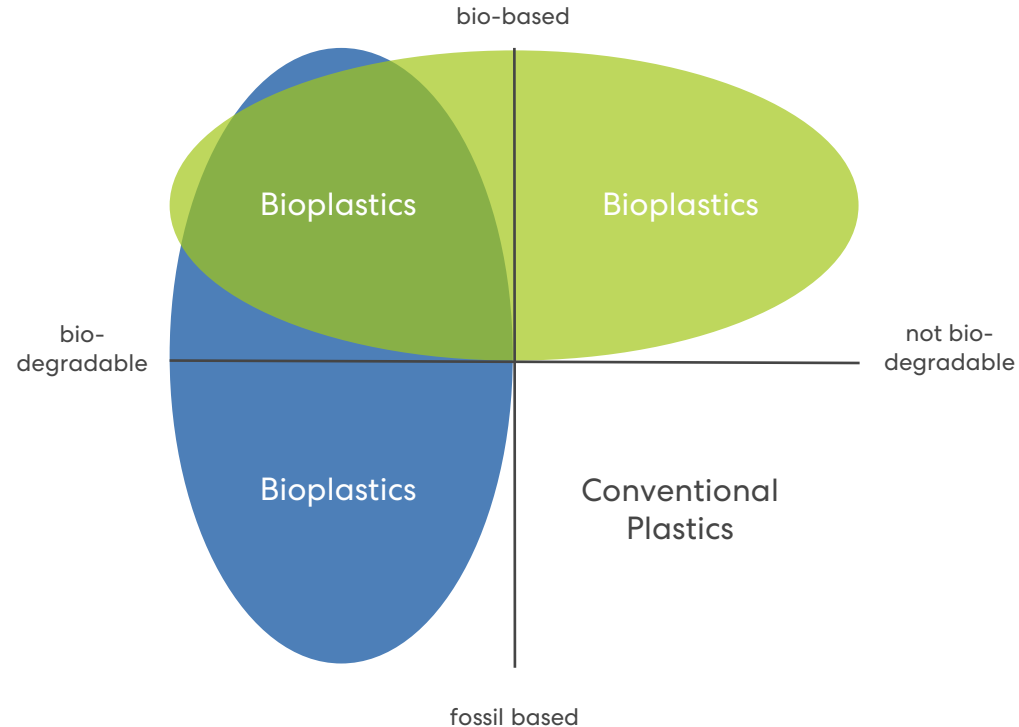 bio-based
Bioplastics
Bioplastics
bio-
degradable
not bio-
degradable
Bioplastics
Conventional
Plastics
fossil based